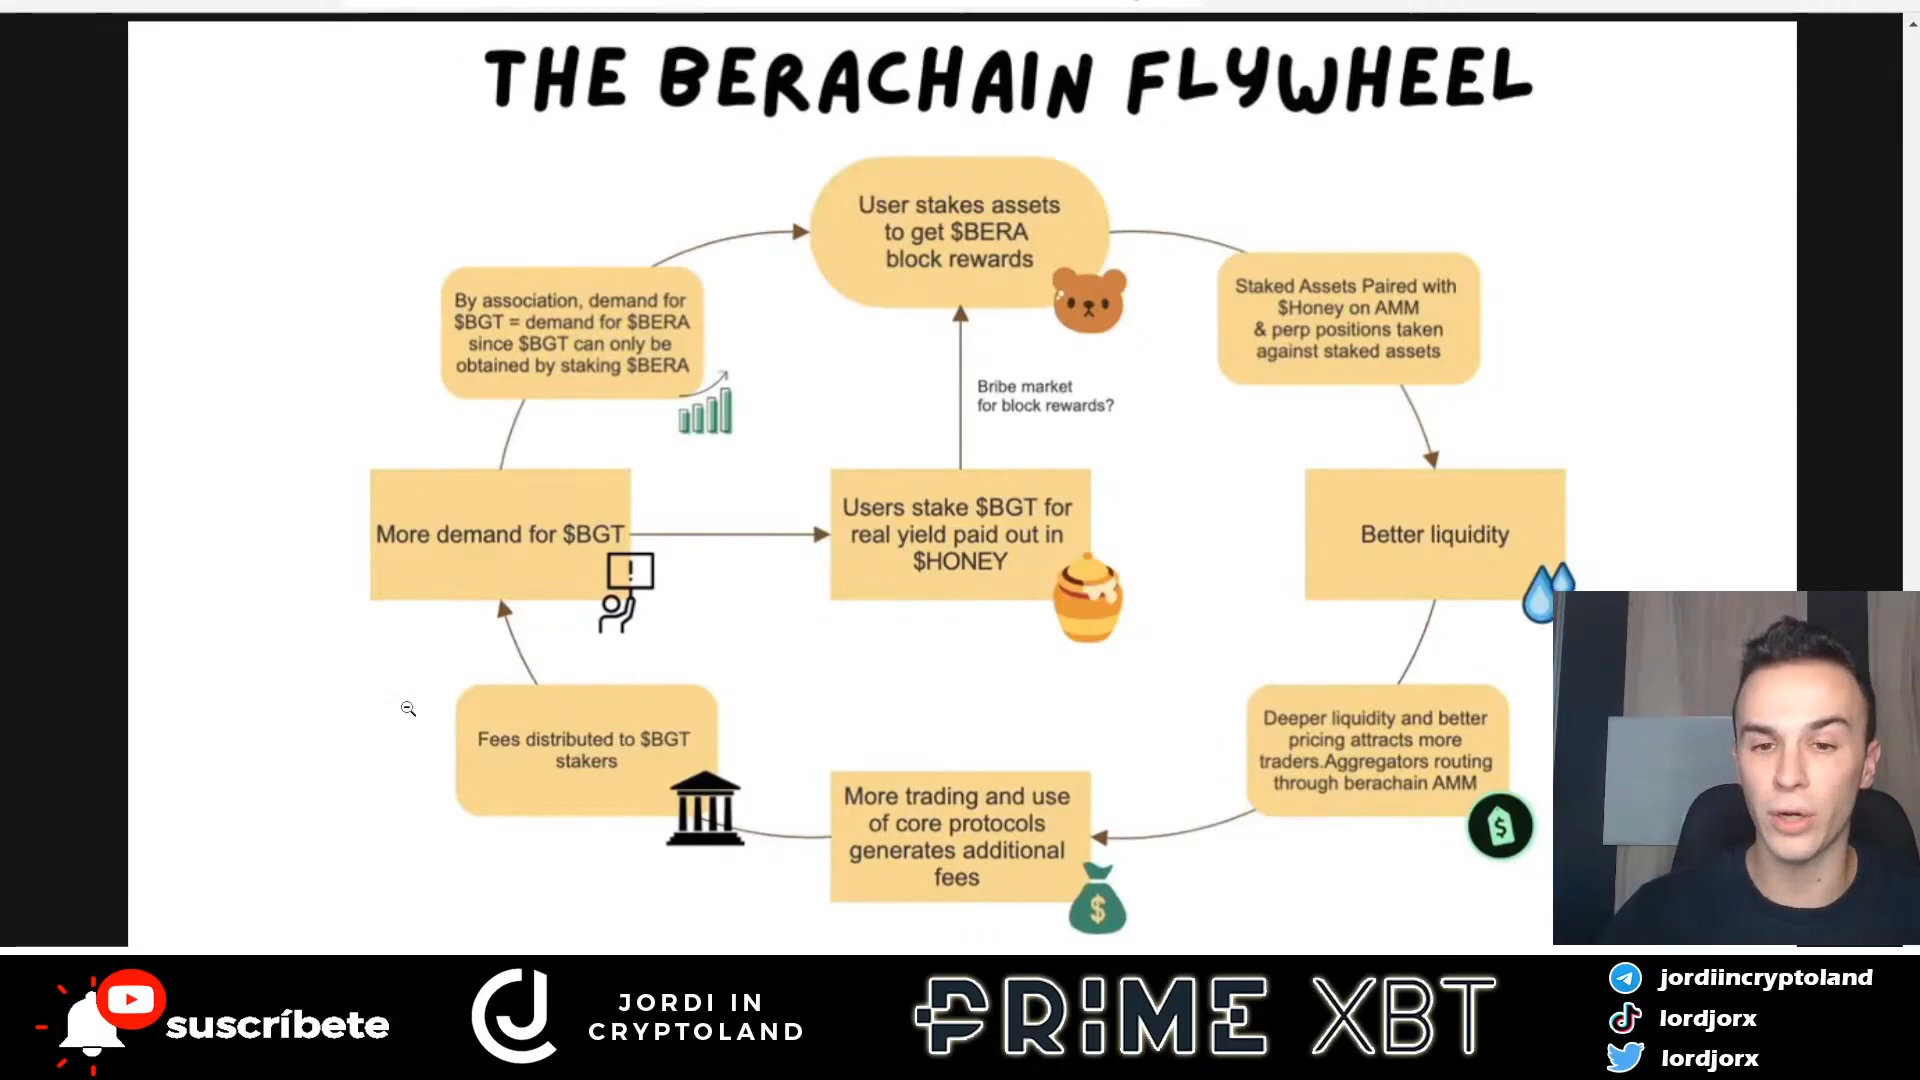 THE BERACHAIN FLYWHEEL
User stakes assets
to get $BERA
block rewards
By association, demand for
$BGT = demand for $BERA
since $BGT can only be
obtained by staking $BERA
Staked Assets Paired with
$Honey on AMM
& perp positions taken
against staked assets
Bribe market
for block rewards?
More demand for $BGT
!
Users stake $BGT for
real yield paid out in
$HONEY
Better liquidity
Fees distributed to $BGT
stakers
More trading and use
of core protocols
generates additional
fees
$
Deeper liquidity and better
pricing attracts more
traders.Aggregators routing
through berachain AMM
$
suscríbete
JORDI IN
CRYPTOLAND
PRIME XBT
jordiincryptoland
lordjorx
lordjorx